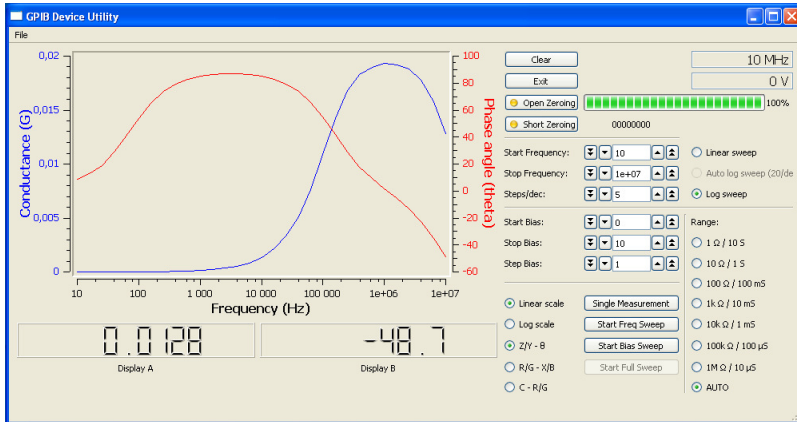 GPIB Device Utility
File
0,02
0,015
0,01
0,005
0
Conductance (G)
100
80
60
40
20
0
-20
-40
-60
Phase angle (theta)
10
100
1 000
10 000
100 000
1e+06
1e+07
Frequency (Hz)
0.0128
-48.7
Display A
Display B
Clear
10 MHz
Exit
0 V
Open Zeroing
100%
Short Zeroing
00000000
Start Frequency:
10
Linear sweep
Stop Frequency:
1e+07
Auto log sweep (20/de
Steps/dec:
5
Log sweep
Start Bias:
0
Range:
Stop Bias:
10
1 Ω / 10 S
Step Bias:
1
10 Ω / 1 S
100 Ω / 100 mS
Linear scale
Single Measurement
1k Ω / 10 mS
Log scale
Start Freq Sweep
10k Ω / 1 mS
Z/Y - θ
Start Bias Sweep
100k Ω / 100 µS
R/G - X/B
Start Full Sweep
1M Ω / 10 µS
C - R/G
AUTO